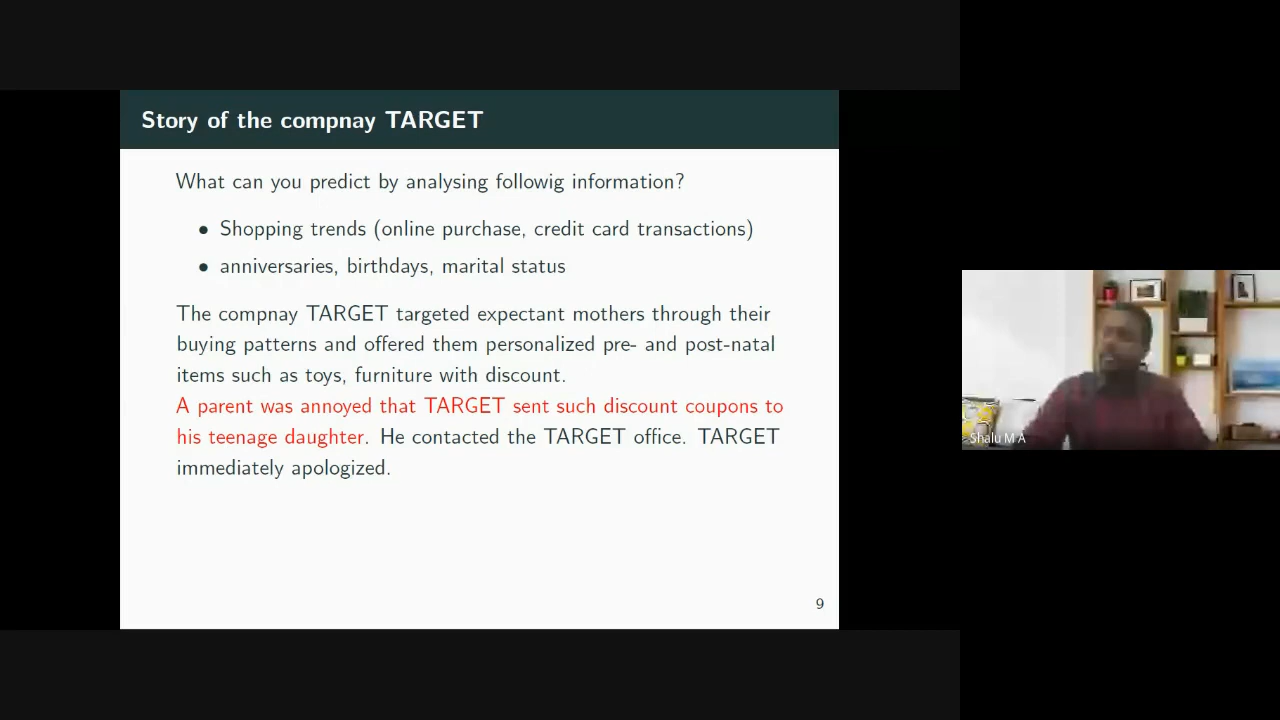 Story of the compnay TARGET
What can you predict by analysing followig information?
• Shopping trends (online purchase, credit card transactions)
• anniversaries, birthdays, marital status
The compnay TARGET targeted expectant mothers through their
buying patterns and offered them personalized pre- and post-natal
items such as toys, furniture with discount.
A parent was annoyed that TARGET sent such discount coupons to
his teenage daughter. He contacted the TARGET office. TARGET
immediately apologized.
9
Shalu M A